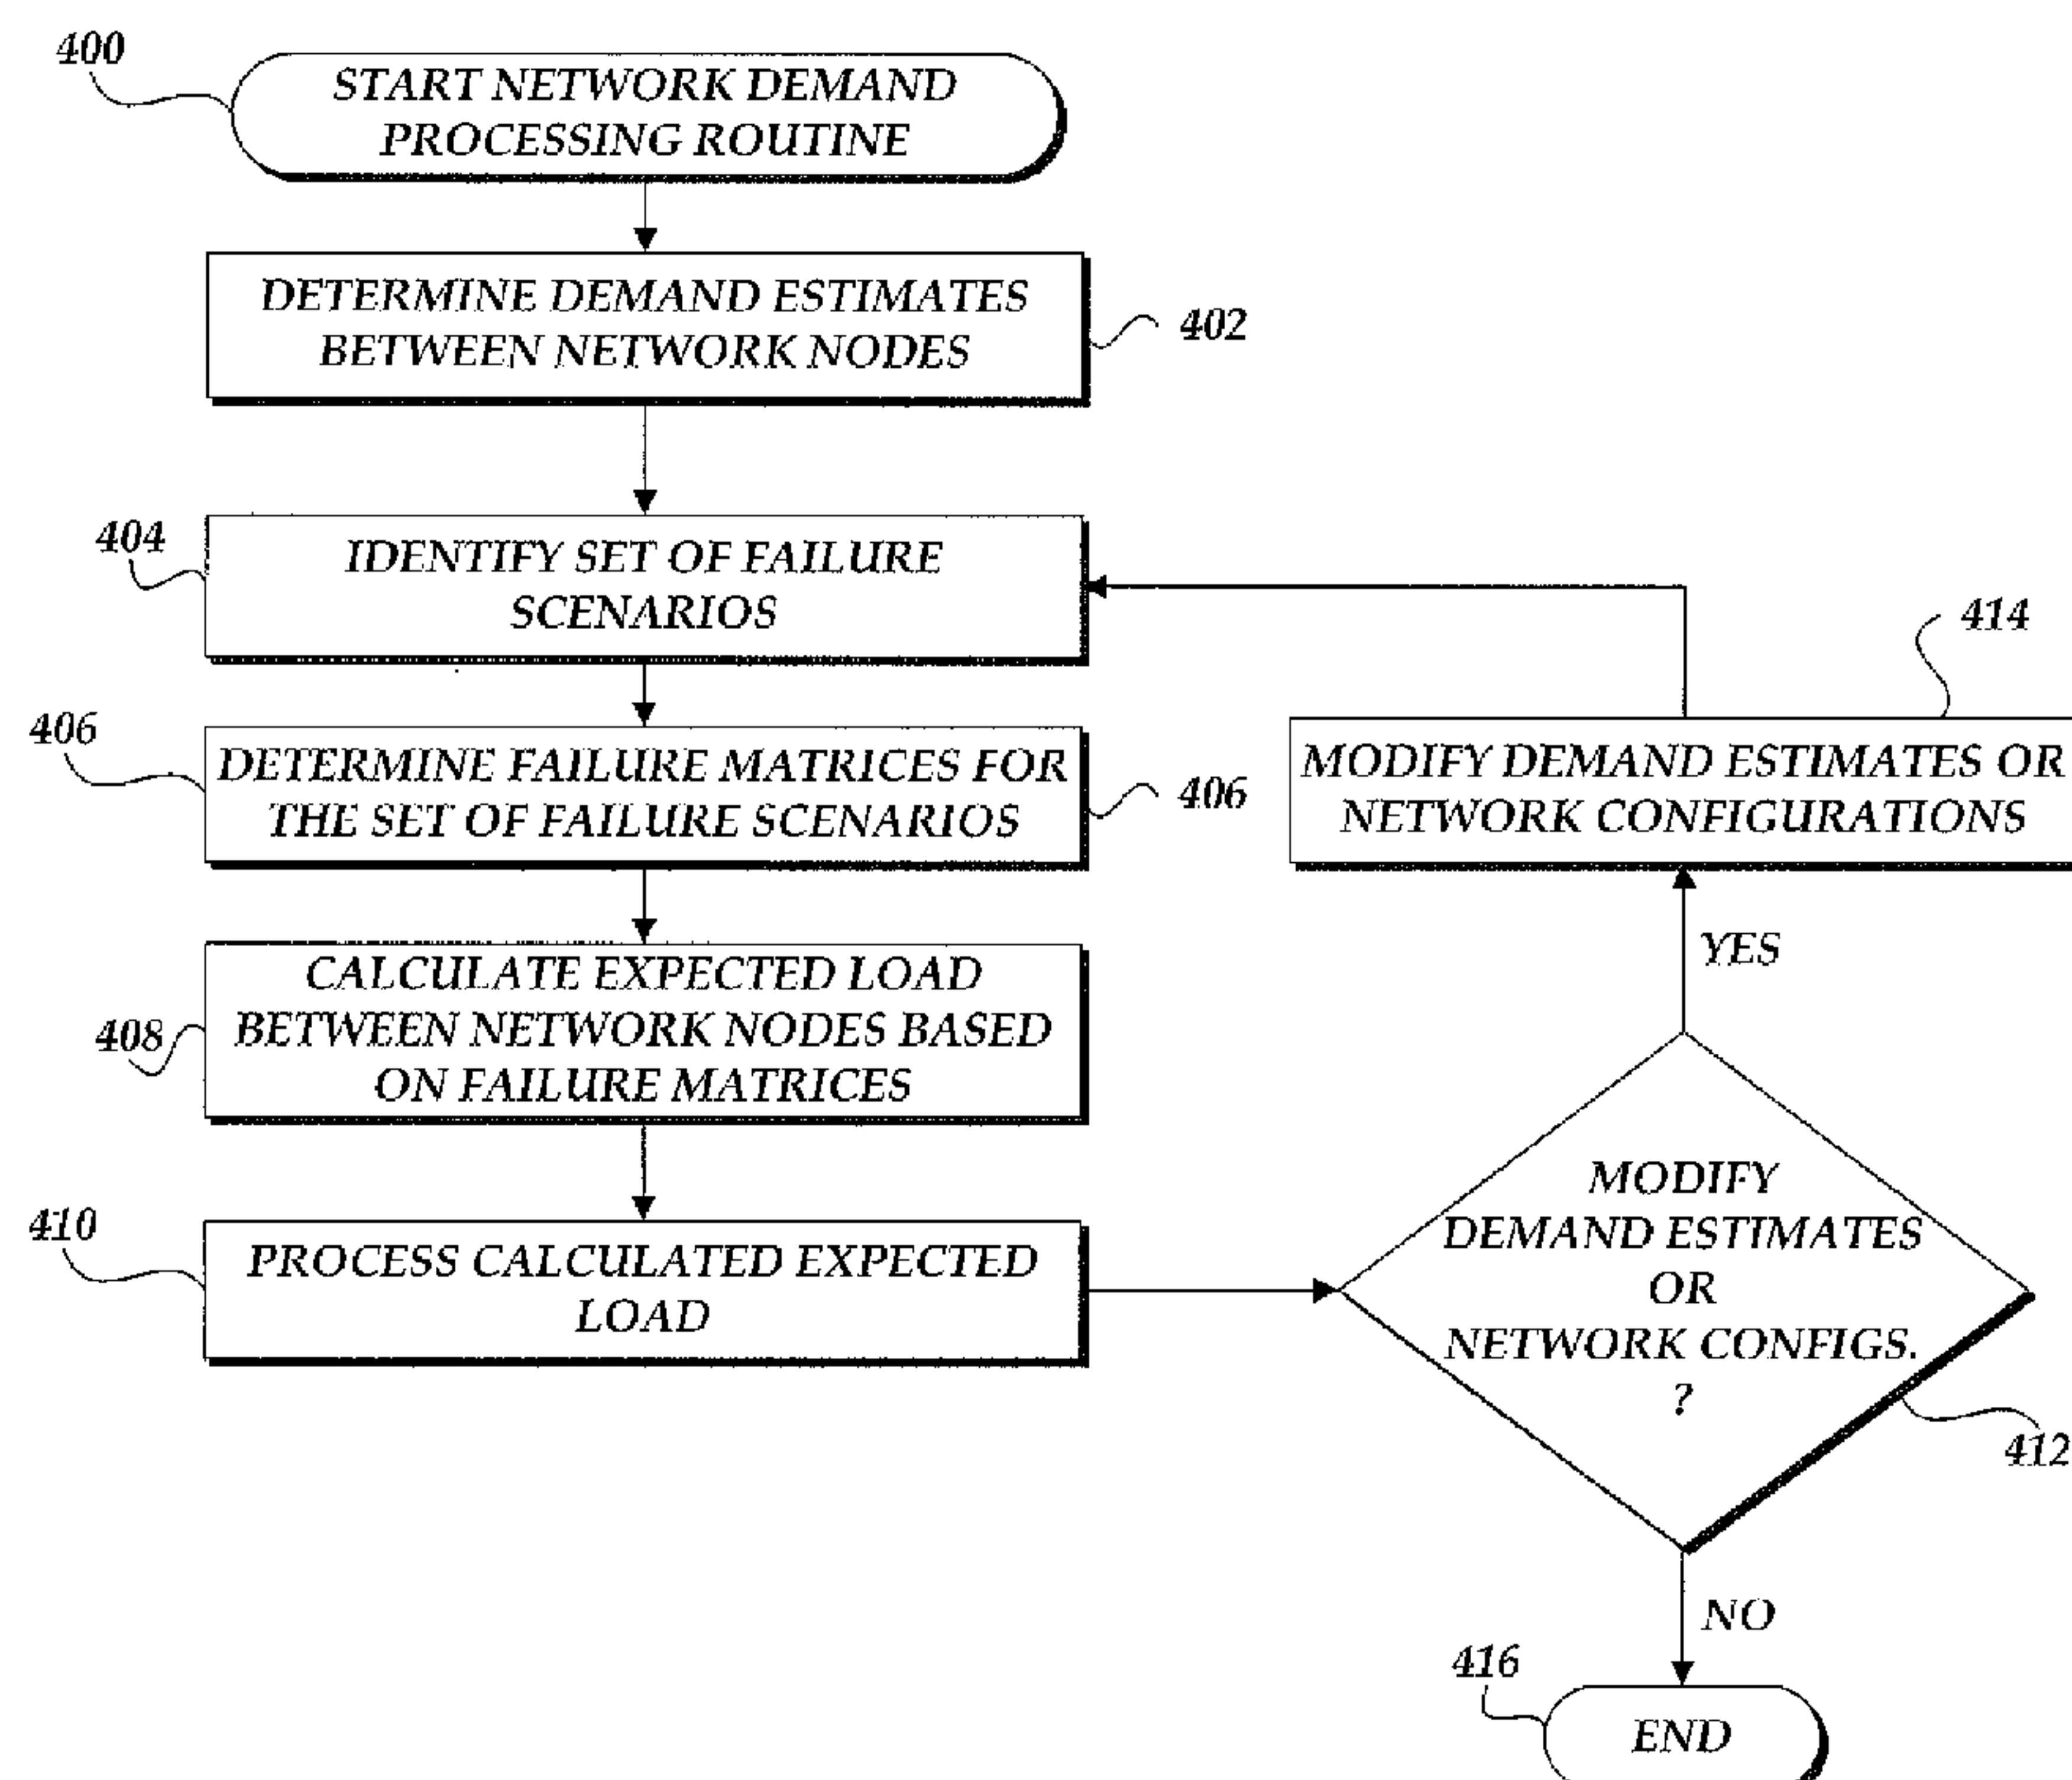 400
START NETWORK DEMAND
PROCESSING ROUTINE
DETERMINE DEMAND ESTIMATES
BETWEEN NETWORK NODES
402
404
IDENTIFY SET OF FAILURE
SCENARIOS
406
DETERMINE FAILURE MATRICES FOR
THE SET OF FAILURE SCENARIOS
406
408
CALCULATE EXPECTED LOAD
BETWEEN NETWORK NODES BASED
ON FAILURE MATRICES
410
PROCESS CALCULATED EXPECTED
LOAD
414
MODIFY DEMAND ESTIMATES OR
NETWORK CONFIGURATIONS
YES
MODIFY
DEMAND ESTIMATES
OR
NETWORK CONFIGS.
?
412
NO
416
END